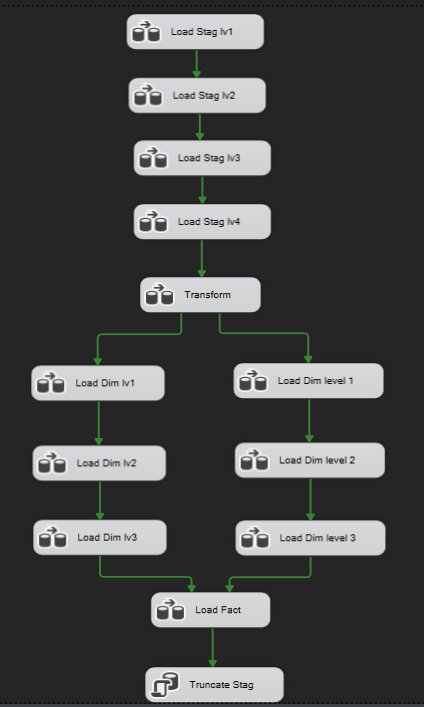 Load Stag lv1
Load Stag lv2
Load Stag lv3
Load Stag lv4
Transform
Load Dim lv1
Load Dim level 1
Load Dim lv2
Load Dim level 2
Load Dim lv3
Load Dim level 3
Load Fact
Truncate Stag